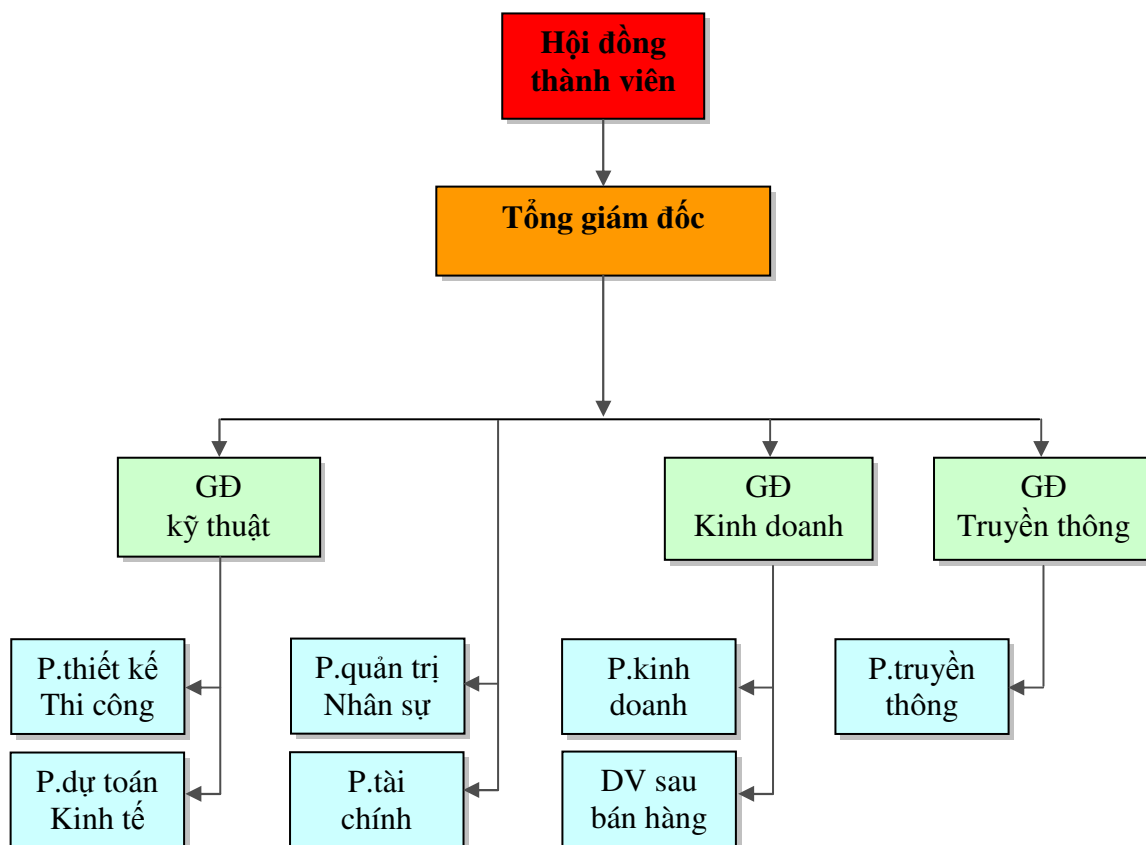 Hội đồng
thành viên
Tổng giám đốc
GĐ
kỹ thuật
GĐ
Kinh doanh
GĐ
Truyền thông
P.thiết kế
Thi công
P.quản trị
Nhân sự
P.kinh
doanh
P.truyền
thông
P.dự toán
Kinh tế
P.tài
chính
DV sau
bán hàng